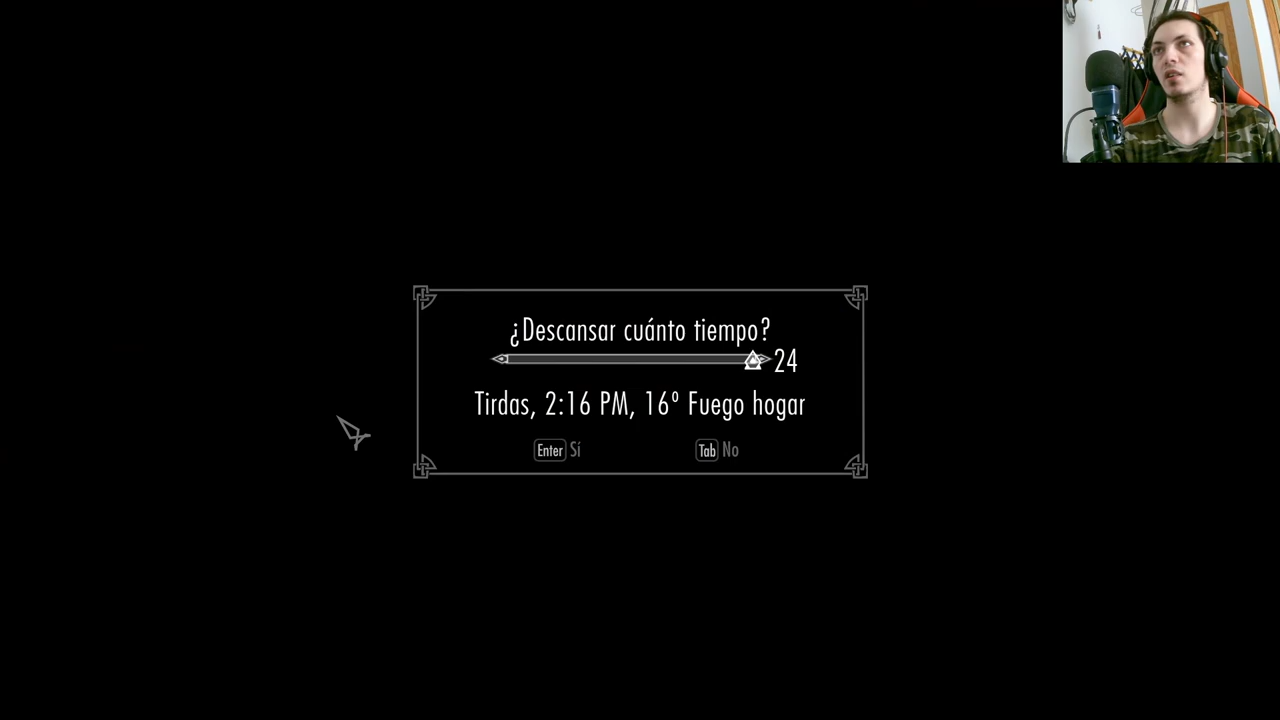 ¿Descansar cuánto tiempo?
24
Tirdas, 2:16 PM, 16º Fuego hogar
Enter Sí
Tab No